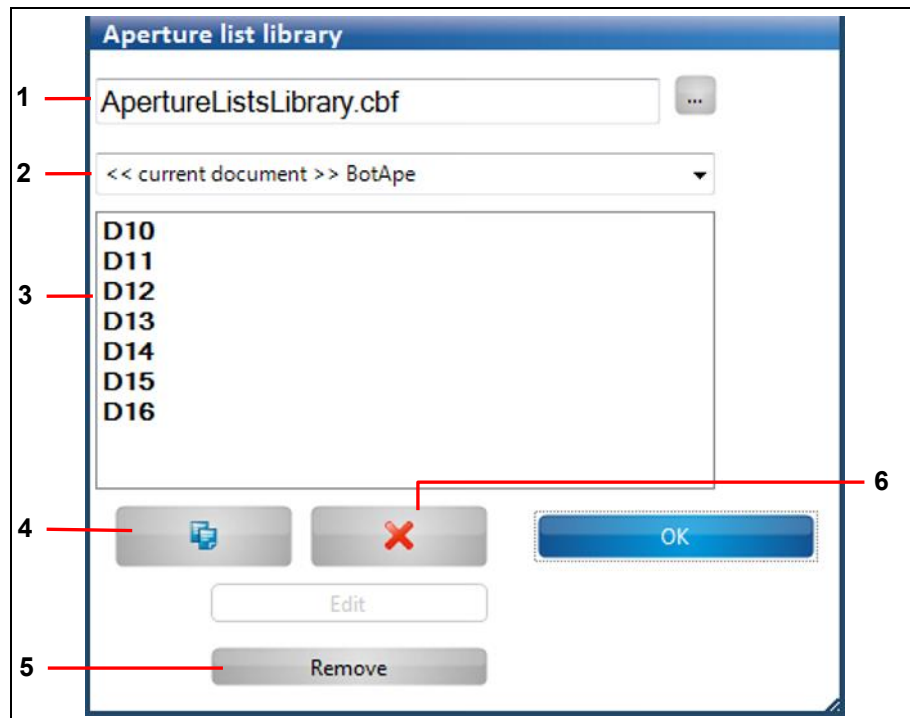 Aperture list library
1
ApertureListsLibrary.cbf
...
2
<< current document >> BotApe
3
D10
D11
D12
D13
D14
D15
D16
6
4
OK
Edit
5
Remove